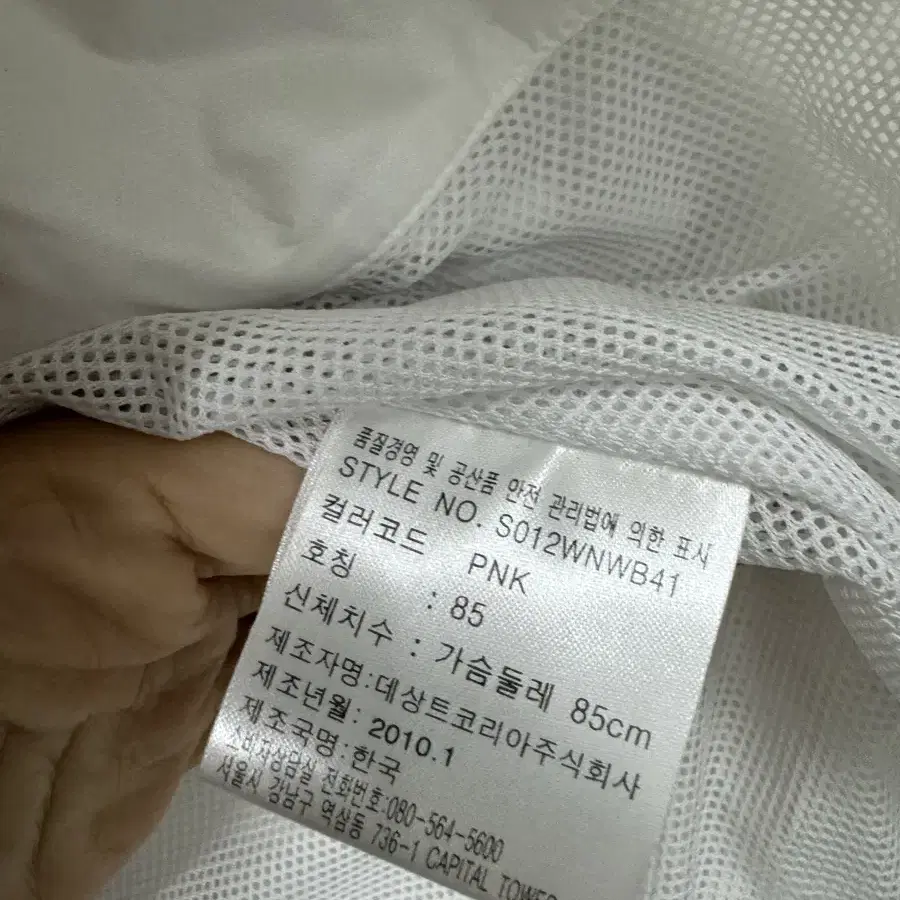 품질경영 및 공산품 안전 관리법에 의한 표시
STYLE NO. S012WNWB41
컬러코드 PNK
호칭 : 85
신체치수 : 가슴둘레 85cm
제조자명:데상트코리아주식회사
제조년월: 2010.1
제조국명:한국
소비자상담실 전화번호:080-564-5600
서울시 강남구 역삼동 736-1 CAPITAL TOWER